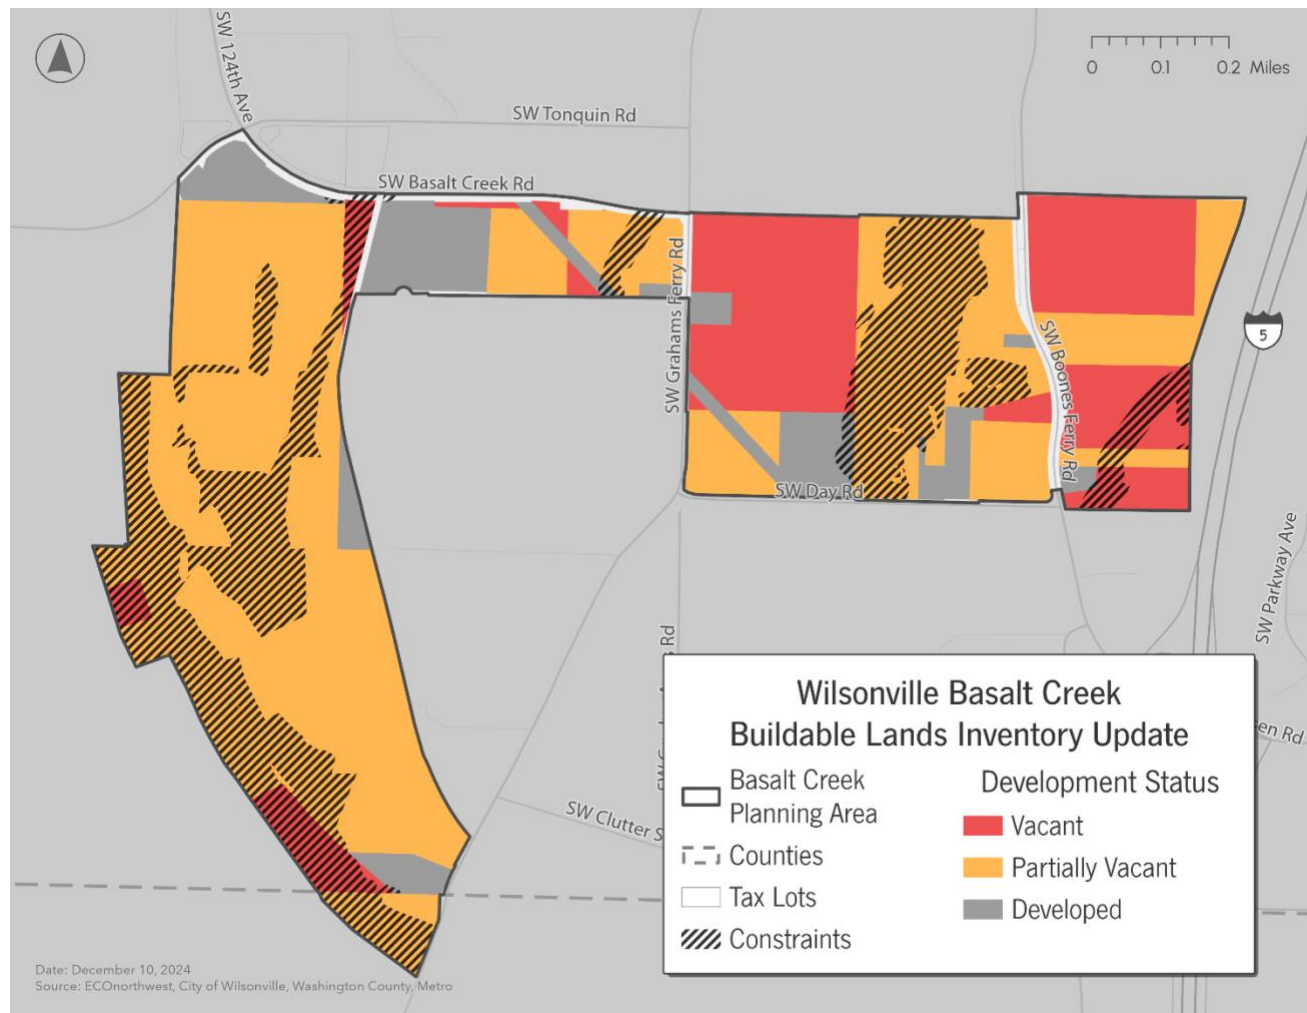 SW 124th Ave
0 0.1 0.2 Miles
SW Tonquin Rd
SW Basalt Creek Rd
SW Grahams Ferry Rd
SW Boones Ferry Rd
5
SW Day Rd
SW Parkway Ave
Rd
en Rd
SW Clutter S
Wilsonville Basalt Creek
Buildable Lands Inventory Update
Basalt Creek
Planning Area
Counties
Tax Lots
Constraints
Development Status
Vacant
Partially Vacant
Developed
Date: December 10, 2024
Source: ECOnorthwest, City of Wilsonville, Washington County, Metro